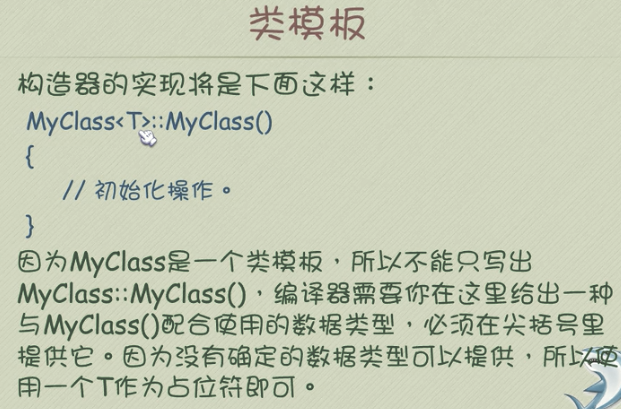 类模板
构造器的实现将是下面这样：
MyClass<T>::MyClass()
{
// 初始化操作。
}
因为MyClass是一个类模板，所以不能只写出
MyClass::MyClass()，编译器需要你在这里给出一种
与MyClass()配合使用的数据类型，必须在尖括号里
提供它。因为没有确定的数据类型可以提供，所以使
用一个T作为占位符即可。